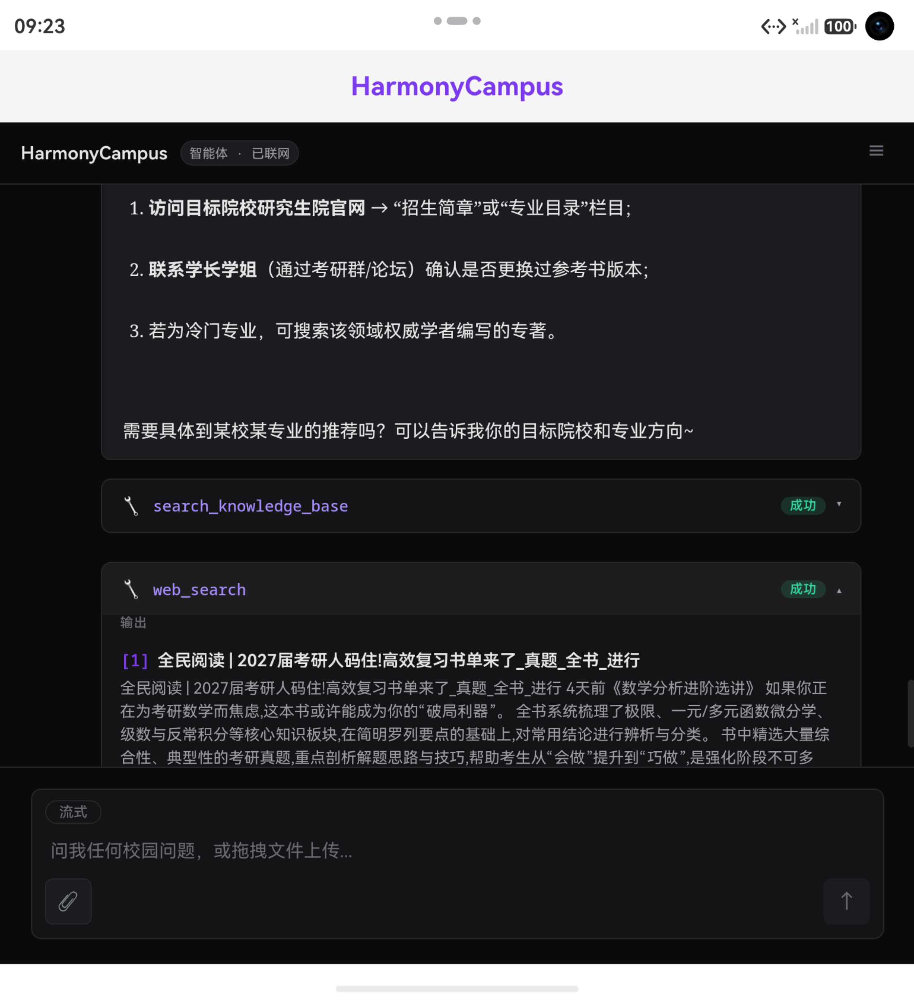 09:23
100
HarmonyCampus
HarmonyCampus
智能体 · 已联网
1. 访问目标院校研究生院官网 → “招生简章”或“专业目录”栏目；
2. 联系学长学姐（通过考研群/论坛）确认是否更换过参考书版本；
3. 若为冷门专业，可搜索该领域权威学者编写的专著。
需要具体到某校某专业的推荐吗？可以告诉我你的目标院校和专业方向~
search_knowledge_base
成功
web_search
成功
输出
[1] 全民阅读 | 2027届考研人码住!高效复习书单来了_真题_全书_进行
全民阅读 | 2027届考研人码住!高效复习书单来了_真题_全书_进行 4天前《数学分析进阶选讲》 如果你正
在为考研数学而焦虑,这本书或许能成为你的“破局利器”。 全书系统梳理了极限、一元/多元函数微分学、
级数与反常积分等核心知识板块,在简明罗列要点的基础上,对常用结论进行辨析与分类。 书中精选大量综
合性、典型性的考研真题,重点剖析解题思路与技巧,帮助考生从“会做”提升到“巧做”,是强化阶段不可多
流式
问我任何校园问题，或拖拽文件上传...